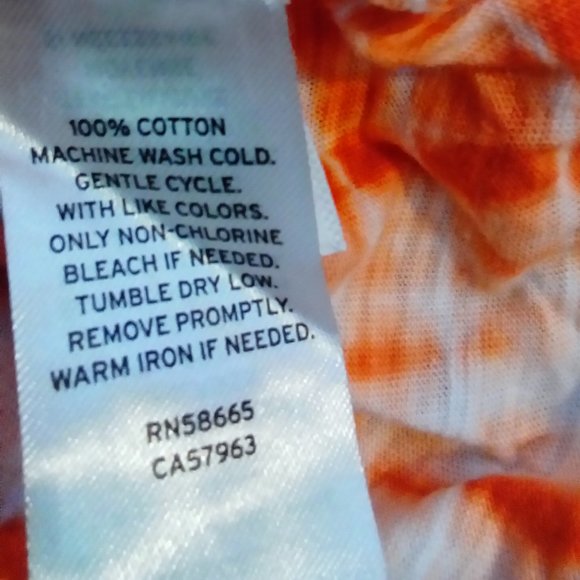 100% COTTON
MACHINE WASH COLD.
GENTLE CYCLE.
WITH LIKE COLORS.
ONLY NON-CHLORINE
BLEACH IF NEEDED.
TUMBLE DRY LOW.
REMOVE PROMPTLY.
WARM IRON IF NEEDED.
RN58665
CA57963